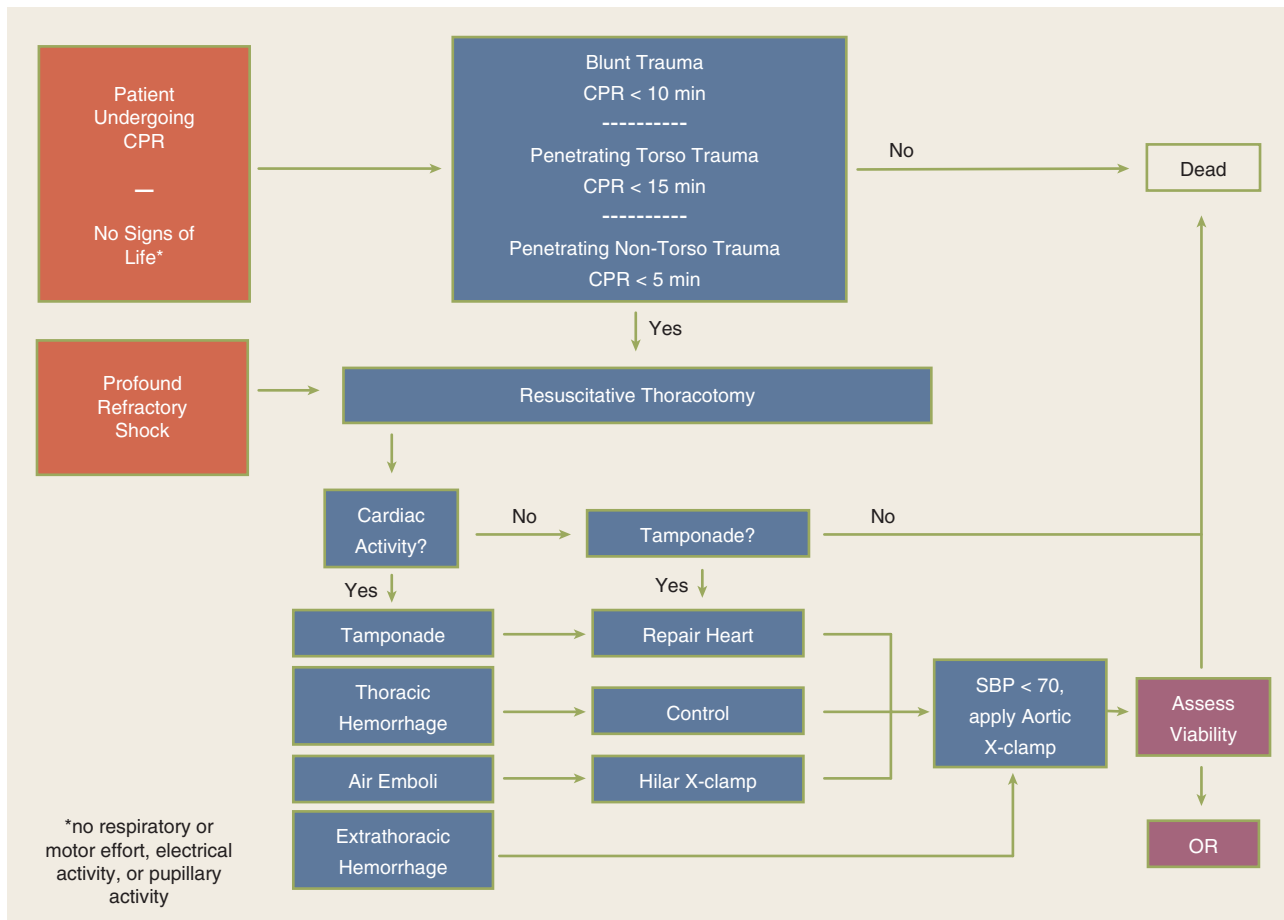 Patient
Undergoing
CPR
—
No Signs of
Life*
Blunt Trauma
CPR < 10 min
----------
Penetrating Torso Trauma
CPR < 15 min
----------
Penetrating Non-Torso Trauma
CPR < 5 min
No
Dead
Yes
Profound
Refractory
Shock
Resuscitative Thoracotomy
Cardiac
Activity?
No
Tamponade?
No
Yes
Yes
Tamponade
Repair Heart
Thoracic
Hemorrhage
Control
Air Emboli
Hilar X-clamp
Extrathoracic
Hemorrhage
SBP < 70,
apply Aortic
X-clamp
Assess
Viability
OR
*no respiratory or
motor effort, electrical
activity, or pupillary
activity